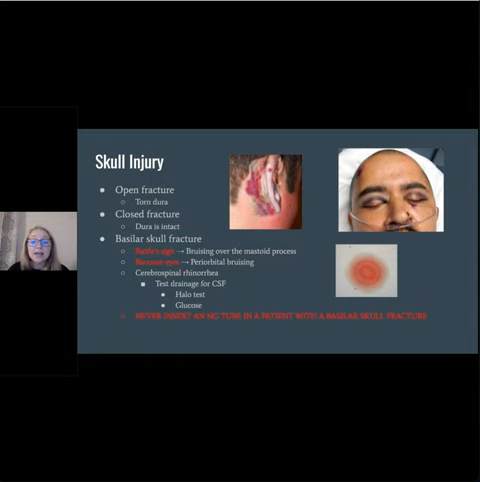 Skull Injury
Open fracture
Torn dura
Closed fracture
Dura is intact
Basilar skull fracture
Battle's sign → Bruising over the mastoid process
Raccoon eyes → Periorbital bruising
Cerebrospinal rhinorrhea
Test drainage for CSF
Halo test
Glucose
NEVER INSERT AN NG TUBE IN A PATIENT WITH A BASILAR SKULL FRACTURE